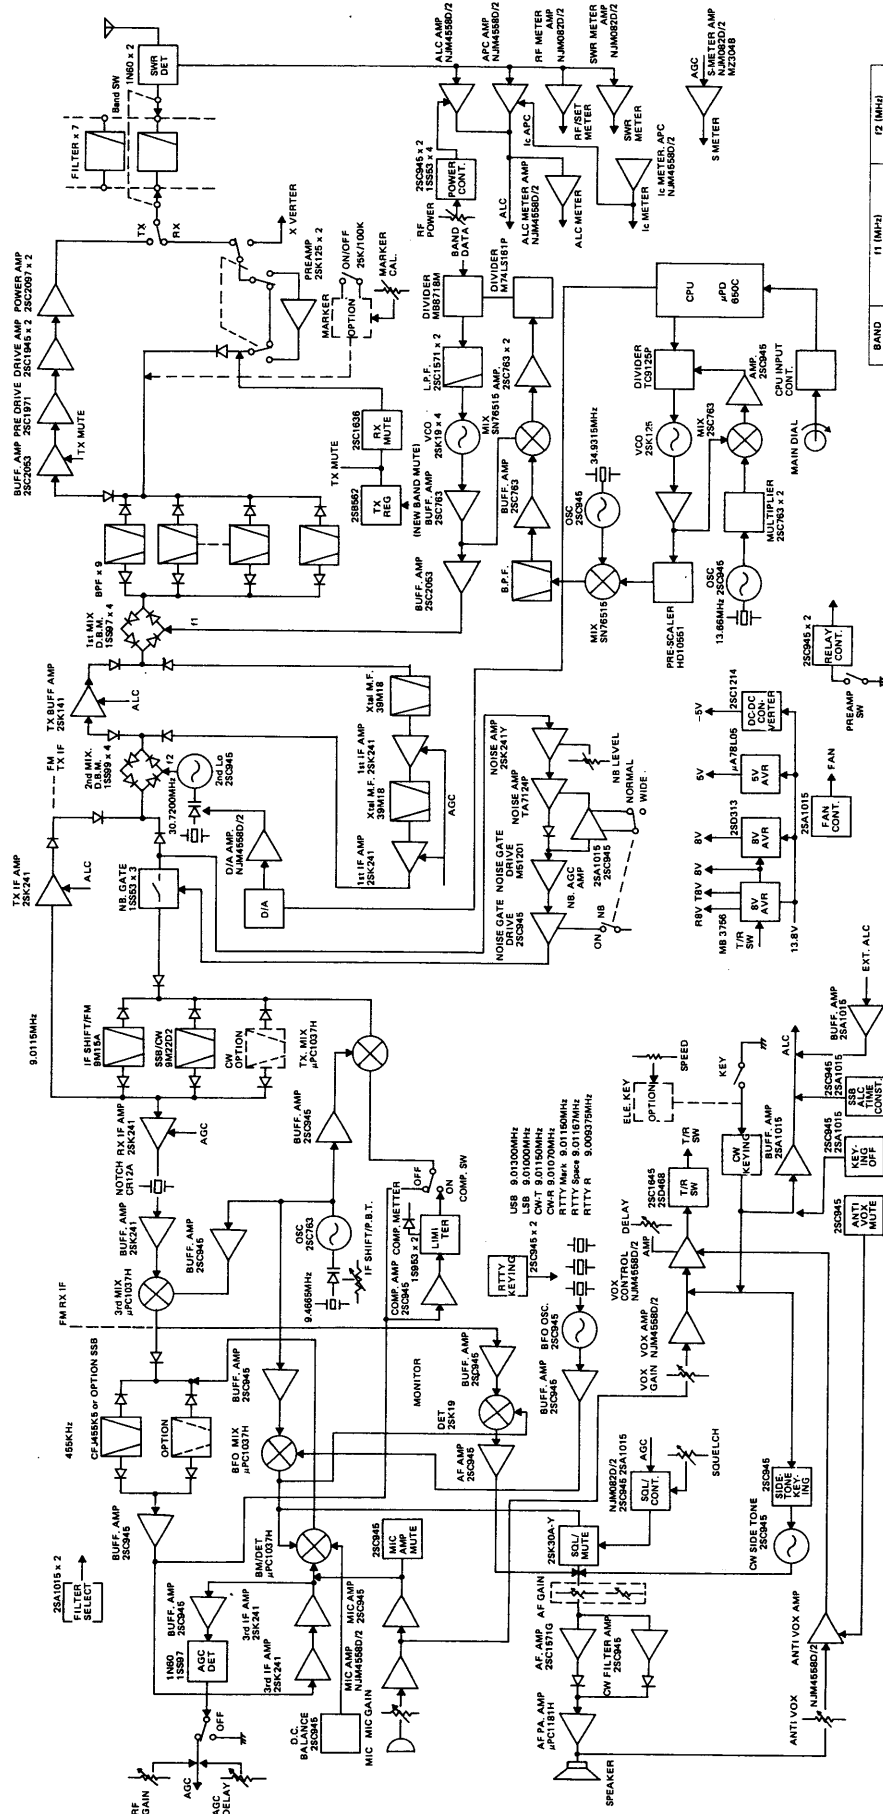 SWR
DET
1N60 x 2
Band SW
FILTER x 7
TX
RX
X VERTER
PREAMP
2SK125 x 2
ON/OFF
25K/100K
MARKER
OPTION
MARKER
CAL.
POWER AMP
2SC2097 x 2
DRIVE AMP
2SC1945 x 2
PRE DRIVE
2SC1971
BUFF. AMP
2SC2053
TX MUTE
BPF x 9
1st MIX
D.B.M.
1SS97 x 4
f1
TX MUTE
RX
MUTE
2SC1636
TX
REG
2SB562
(NEW BAND MUTE)
BUFF. AMP
2SC763
BUFF. AMP
2SC2053
VCO
2SK19 x 4
L.P.F.
2SC1571 x 2
DIVIDER
MB8718M
DIVIDER
M74LS161P
AMP.
2SC763 x 2
MIX
SN76515
BUFF. AMP
2SC763
B.P.F.
MIX
SN76515
OSC
2SC945
34.9315MHz
RF
POWER
BAND
DATA
POWER
CONT.
2SC945 x 2
1SS53 x 4
ALC AMP
NJM4558D/2
APC AMP
NJM4558D/2
RF METER
AMP
NJM082D/2
SWR METER
AMP
NJM082D/2
Ic APC
RF/SET
METER
SWR
METER
ALC
ALC METER AMP
NJM4558D/2
ALC METER
Ic METER
Ic METER, APC
NJM4558D/2
AGC
S-METER AMP
NJM082D/2
MZ304B
S METER
BAND
f1 (MHz)
f2 (MHz)
CPU
μPD
650C
DIVIDER
TC9125P
VCO
2SK125
AMP.
2SC945
MIX
2SC763
CPU INPUT
CONT.
MAIN DIAL
MULTIPLIER
2SC763 x 2
OSC
2SC945
13.66MHz
PRE-SCALER
HD10551
RELAY
CONT.
2SC945 x 2
PREAMP
SW
TX BUFF AMP
2SK141
ALC
FM
TX IF
2nd MIX.
D.B.M.
1SS99 x 4
f2
2nd Lo
2SC945
30.7200MHz
D/A AMP.
NJM4558D/2
D/A
Xtal M.F.
39M18
1st IF AMP
2SK241
Xtal M.F.
39M18
1st IF AMP
2SK241
AGC
TX IF AMP
2SK241
ALC
NB. GATE
1SS53 x 3
NOISE AMP
2SK241Y
NB LEVEL
NOISE AMP
TA7124P
NORMAL
WIDE.
2SA1015
2SC945
NB. AGC
AMP
NOISE GATE
DRIVE
M51201
NOISE GATE
DRIVE
2SC945
NB
ON
-5V
5V
8V
8V
T8V
R8V
DC-DC
CON-
VERTER
2SC1214
5V
AVR
μA78L05
8V
AVR
2SD313
8V
AVR
MB 3756
T/R
SW
13.8V
FAN
FAN
CONT.
2SA1015
9.0115MHz
IF SHIFT/FM
9M15A
SSB/CW
9M22D2
CW
OPTION
TX. MIX
μPC1037H
BUFF. AMP
2SC945
RX IF AMP
2SK241
AGC
NOTCH
CR12A
BUFF. AMP
2SK241
BUFF. AMP
2SC945
3rd MIX
μPC1037H
FM RX IF
OSC
2SC763
9.4665MHz
IF SHIFT/P.B.T.
OFF
ON
COMP. SW
COMP. METTER
1S953 x 2
LIMI
TER
COMP. AMP
2SC945
USB 9.01300MHz
LSB 9.01000MHz
CW-T 9.01150MHz
CW-R 9.01070MHz
RTTY Mark 9.01150MHz
RTTY Space 9.01167MHz
RTTY R 9.009375MHz
RTTY
KEYING
2SC945 x 2
BFO OSC.
2SC945
BUFF. AMP
2SC945
455KHz
CFJ455K5 or OPTION SSB
OPTION
BUFF. AMP
2SC945
BUFF. AMP
2SC945
BFO MIX
μPC1037H
MONITOR
BUFF. AMP
2SC945
DET
2SK19
AF AMP
2SC945
FILTER
SELECT
2SA1015 x 2
BUFF. AMP
2SC945
1N60
1SS97
AGC
DET
OFF
AGC
RF
GAIN
AGC
DELAY
BM/DET
μPC1037H
3rd IF AMP
2SK241
3rd IF AMP
2SK241
D.C.
BALANCE
2SC945
MIC
AMP
MUTE
2SC945
MIC AMP
2SC945
MIC AMP
NJM4558D/2
MIC GAIN
MIC
SPEED
ELE. KEY
OPTION
KEY
CW
KEYING
BUFF. AMP
2SA1015
ALC
EXT. ALC
BUFF. AMP
2SA1015
SSB
ALC
TIME
CONST.
2SC945
2SA1015
KEY-
ING
OFF
2SC945
2SA1015
ANTI
VOX
MUTE
2SC945
T/R
SW
T/R
SW
2SC1645
2SD468
DELAY
AMP
VOX
CONTROL
NJM4558D/2
VOX AMP
NJM4558D/2
VOX
GAIN
AGC
SQUELCH
SQL/
CONT.
NJM082D/2
2SC945 2SA1015
SQL/
MUTE
2SK30A-Y
SIDE-
TONE
KEY-
ING
2SC945
CW SIDE TONE
2SC945
AF GAIN
AF. AMP
2SC1571G
CW FILTER AMP
2SC945
AF PA. AMP
μPC1181H
SPEAKER
ANTI VOX AMP
NJM4558D/2
ANTI VOX